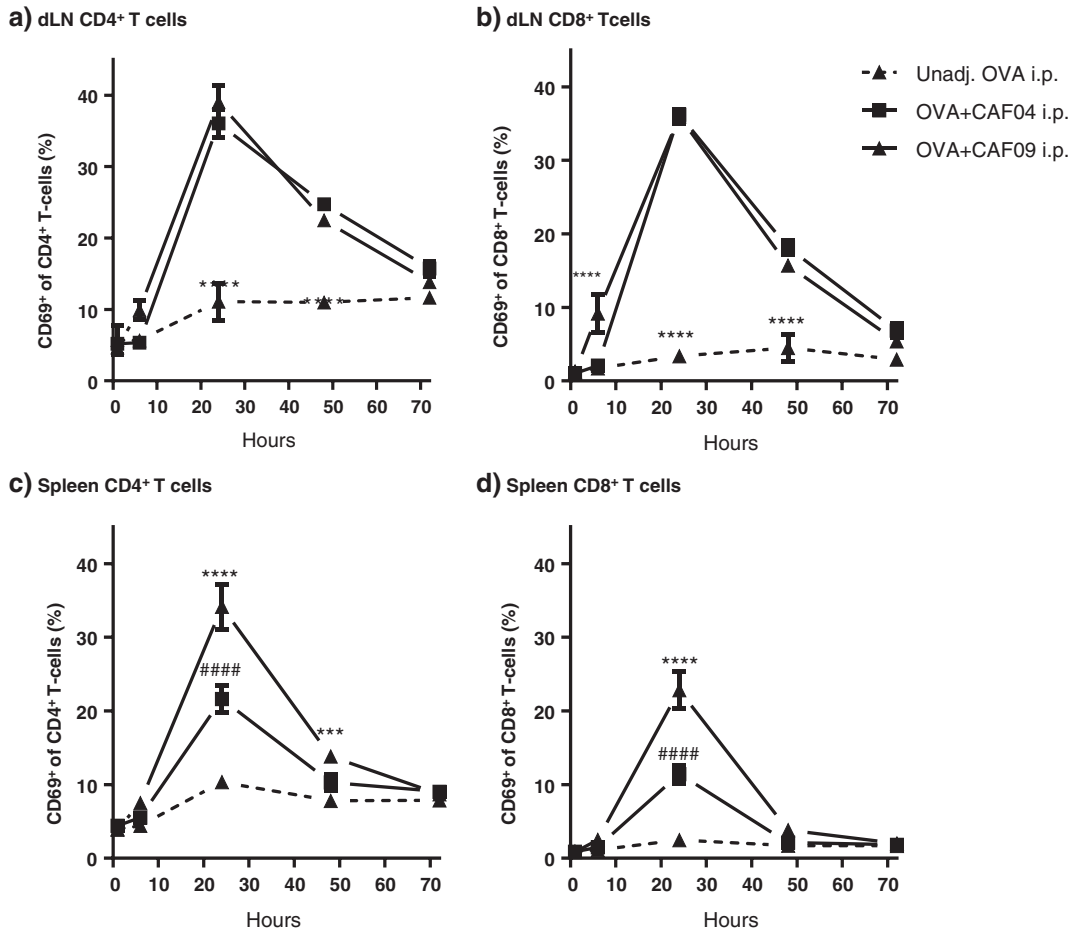 a) dLN CD4⁺ T cells
CD69⁺ of CD4⁺ T-cells (%)
40
30
20
10
0
****
****
0 10 20 30 40 50 60 70
Hours
b) dLN CD8⁺ Tcells
CD69⁺ of CD8⁺ T-cells (%)
40
30
20
10
0
****
****
****
0 10 20 30 40 50 60 70
Hours
Unadj. OVA i.p.
OVA+CAF04 i.p.
OVA+CAF09 i.p.
c) Spleen CD4⁺ T cells
CD69⁺ of CD4⁺ T-cells (%)
40
30
20
10
0
****
####
***
0 10 20 30 40 50 60 70
Hours
d) Spleen CD8⁺ T cells
CD69⁺ of CD8⁺ T-cells (%)
40
30
20
10
0
****
####
0 10 20 30 40 50 60 70
Hours